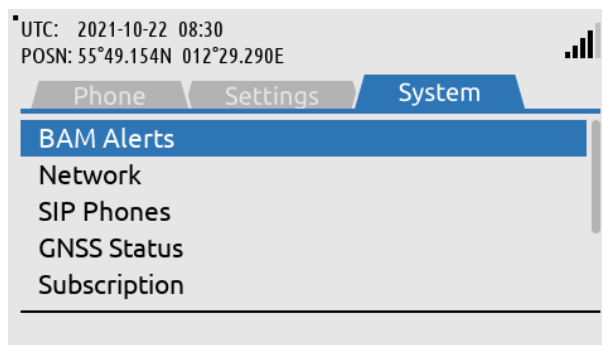 UTC: 2021-10-22 08:30
POSN: 55°49.154N 012°29.290E
Phone Settings System
BAM Alerts
Network
SIP Phones
GNSS Status
Subscription